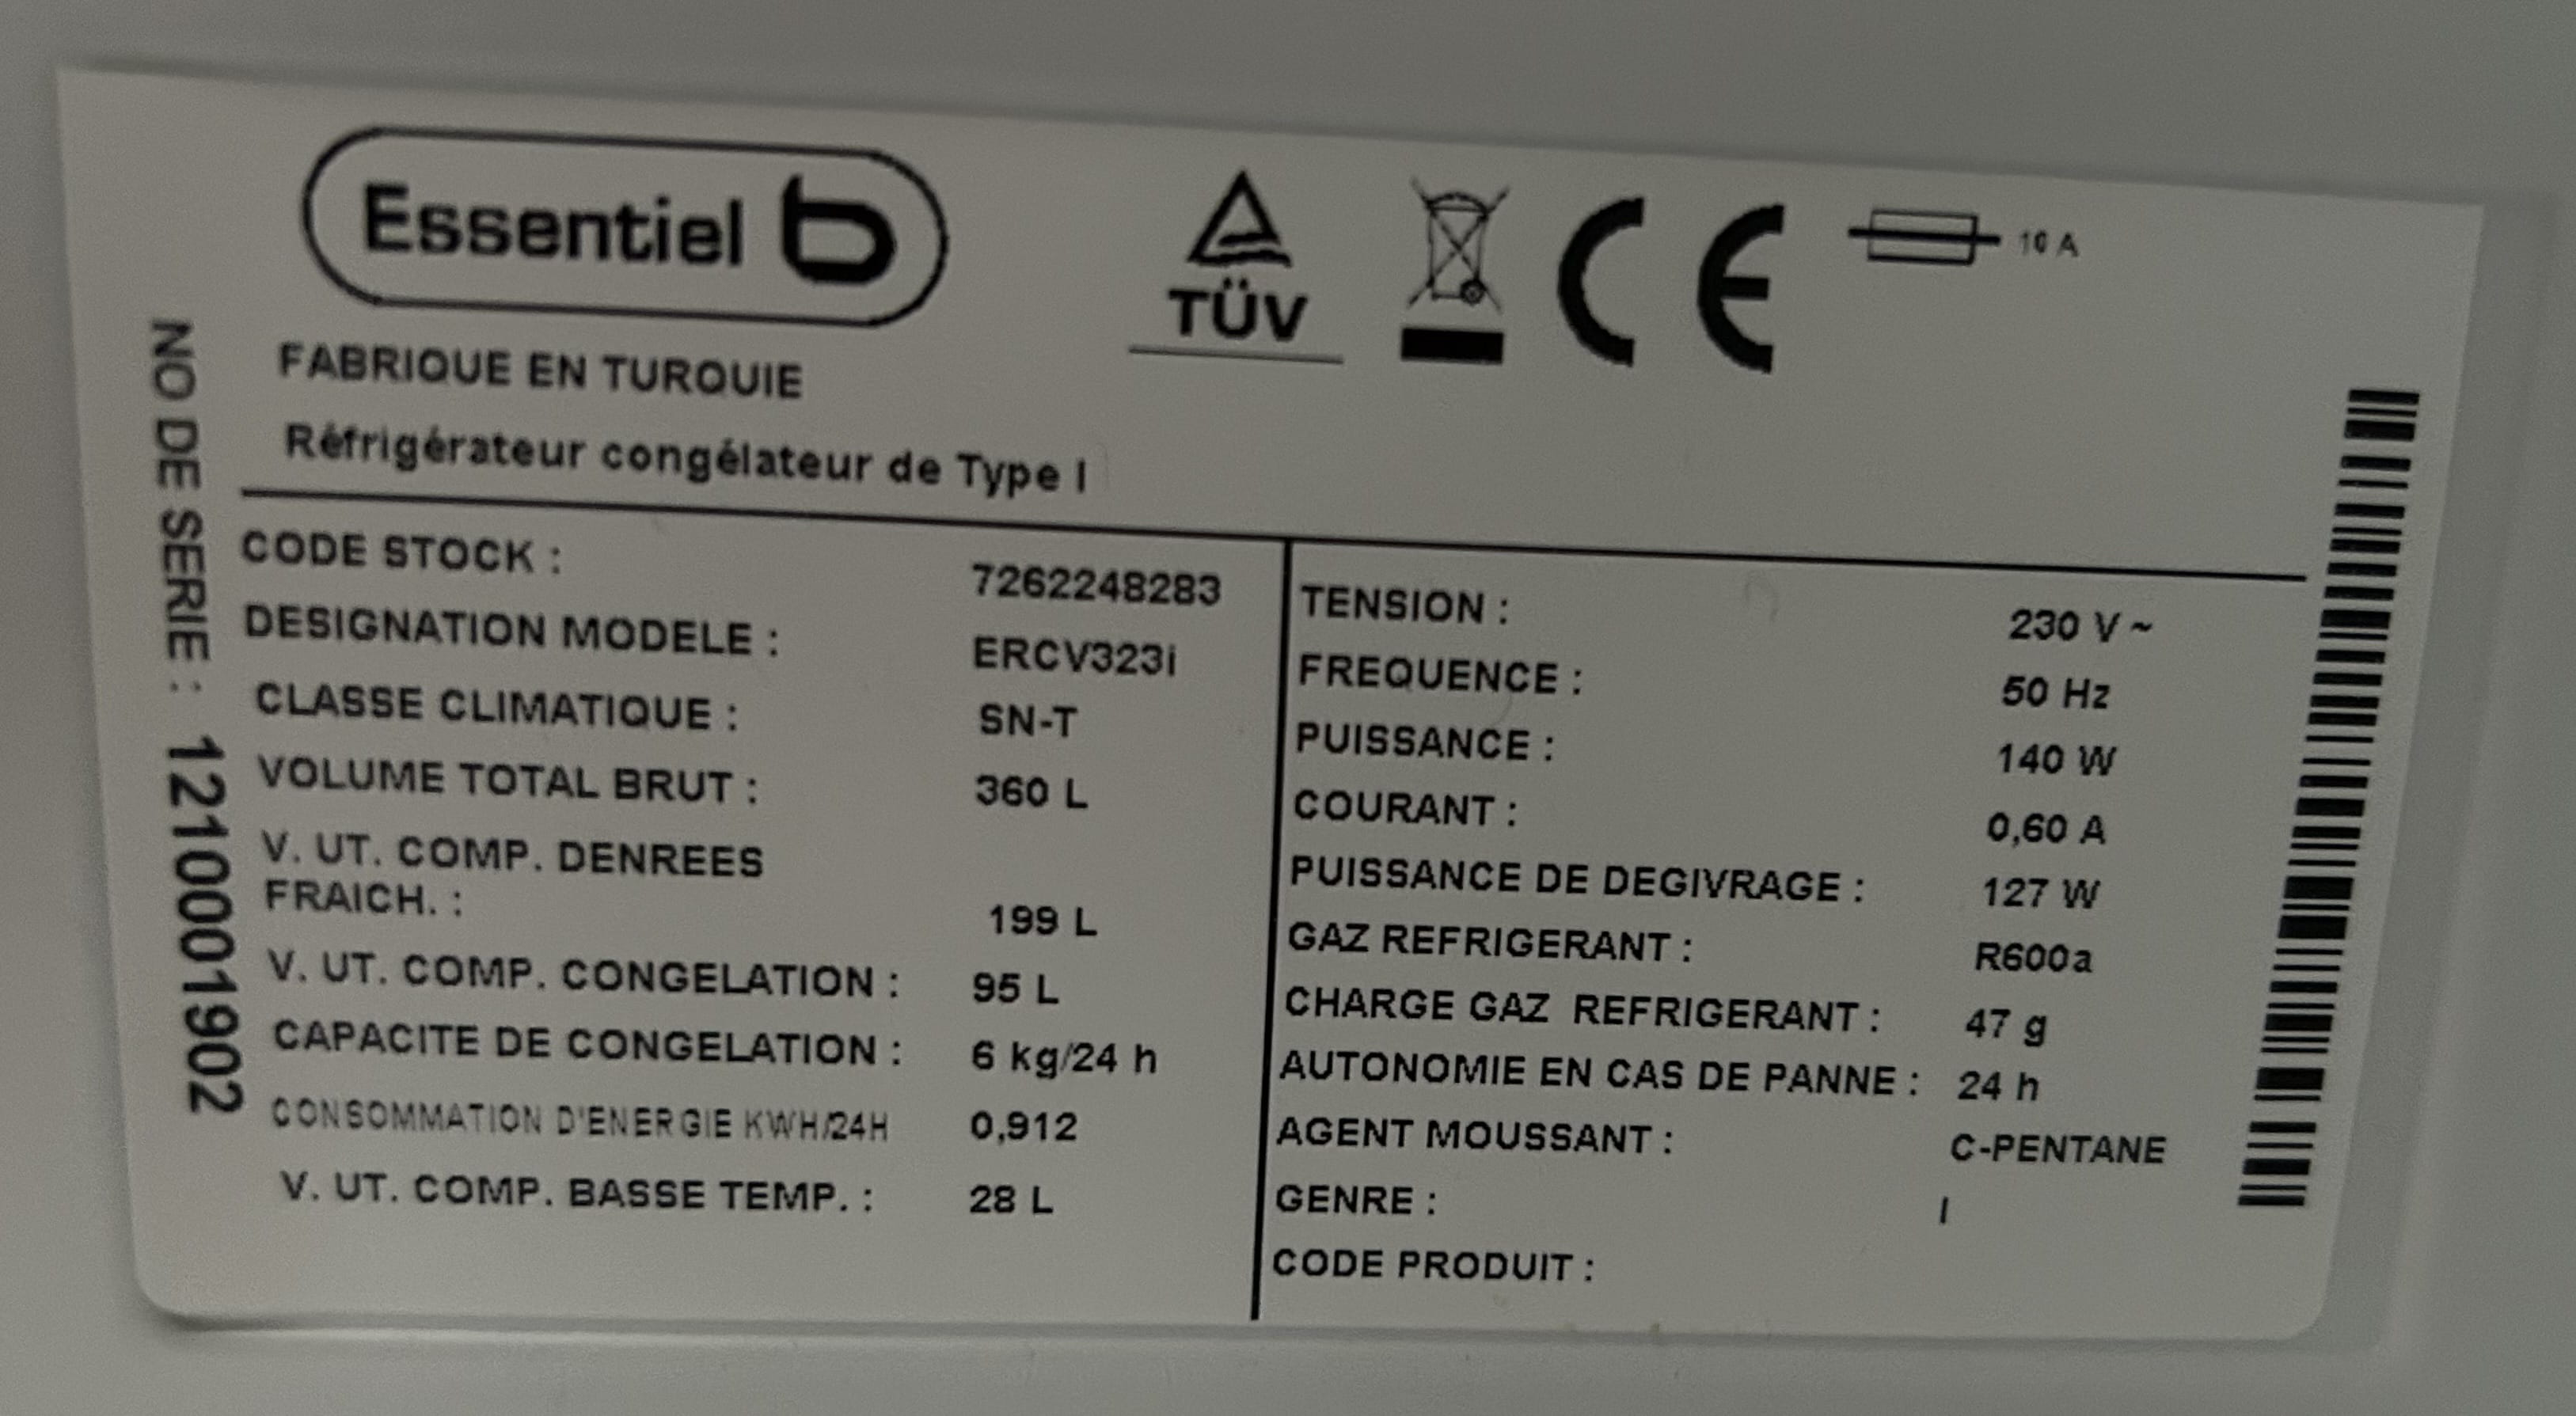 Essentiel b
TÜV
CE
10 A
FABRIQUE EN TURQUIE
Réfrigérateur congélateur de Type I
NO DE SERIE : 1210001902
CODE STOCK : 7262248283
DESIGNATION MODELE : ERCV323i
CLASSE CLIMATIQUE : SN-T
VOLUME TOTAL BRUT : 360 L
V. UT. COMP. DENREES
FRAICH. : 199 L
V. UT. COMP. CONGELATION : 95 L
CAPACITE DE CONGELATION : 6 kg/24 h
CONSOMMATION D'ENERGIE KWH/24H 0,912
V. UT. COMP. BASSE TEMP. : 28 L
TENSION : 230 V ~
FREQUENCE : 50 Hz
PUISSANCE : 140 W
COURANT : 0,60 A
PUISSANCE DE DEGIVRAGE : 127 W
GAZ REFRIGERANT : R600a
CHARGE GAZ REFRIGERANT : 47 g
AUTONOMIE EN CAS DE PANNE : 24 h
AGENT MOUSSANT : C-PENTANE
GENRE : I
CODE PRODUIT :